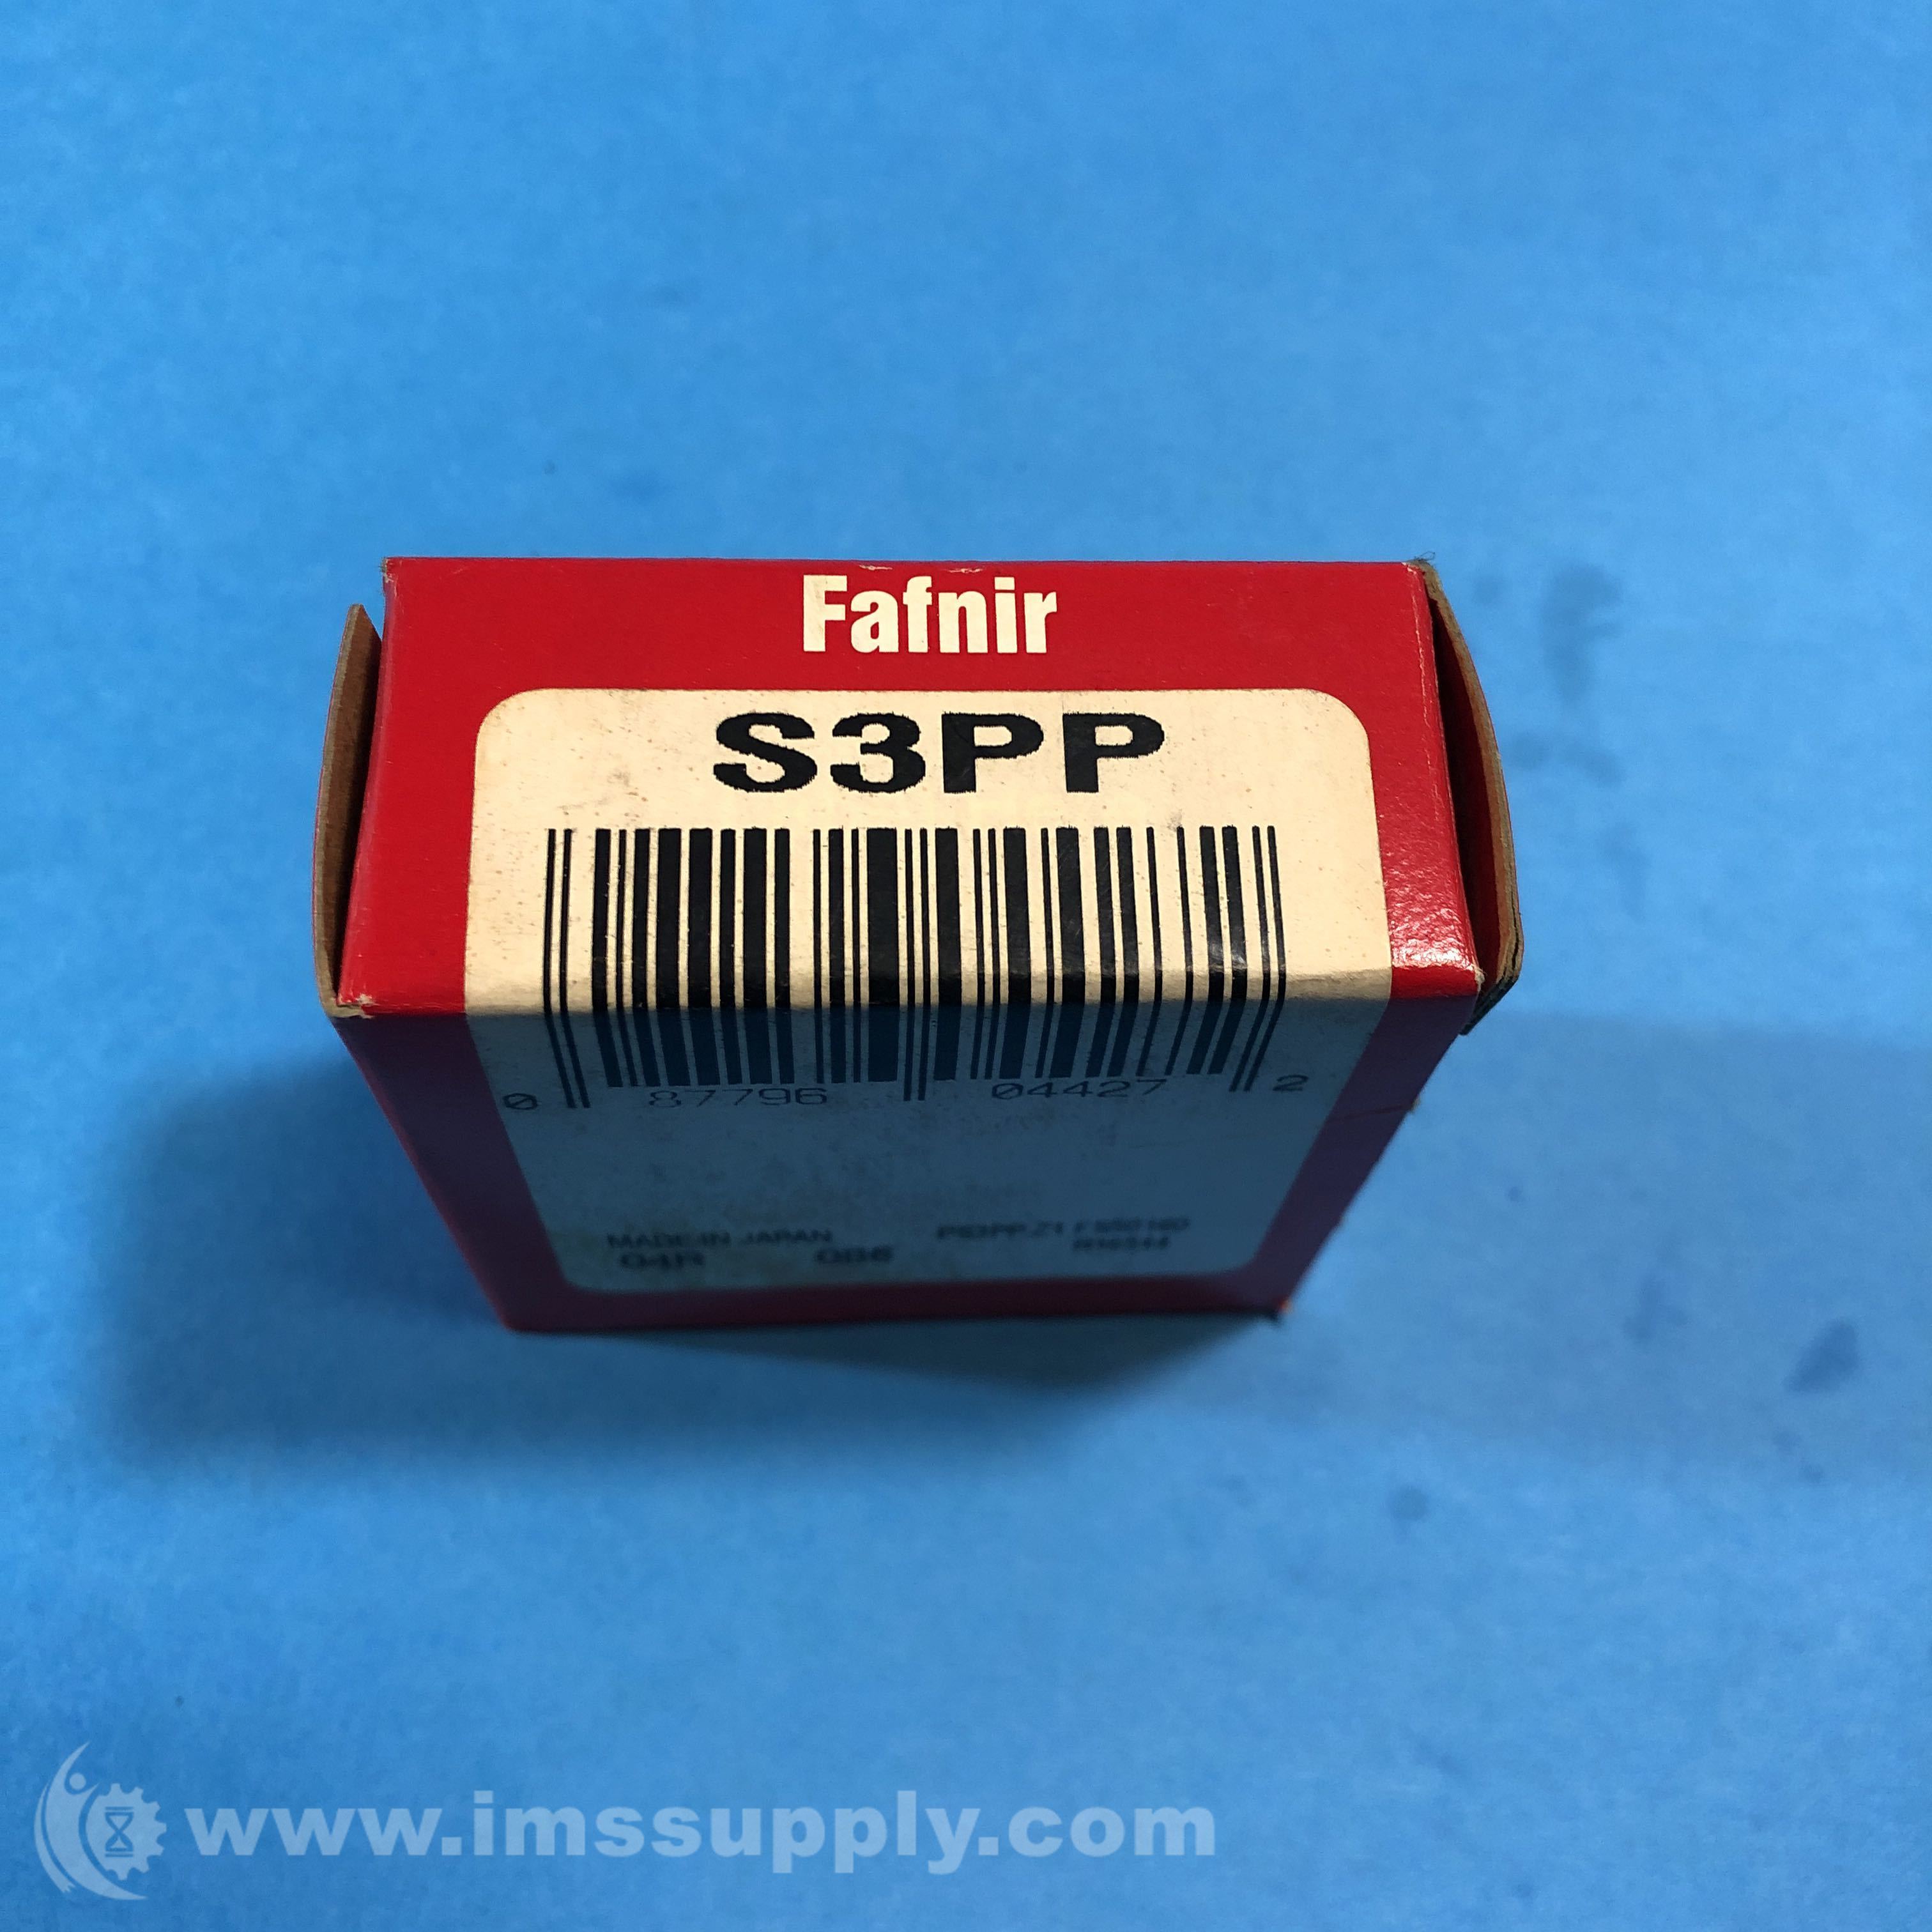 Fafnir
S3PP
0 87796 04427 2
MADE IN JAPAN
www.imssupply.com